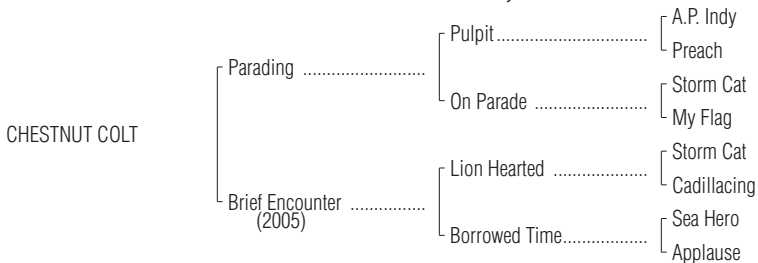 A.P. Indy
Pulpit..................................
Preach
Parading ..........................
Storm Cat
On Parade .........................
My Flag
CHESTNUT COLT
Storm Cat
Lion Hearted .....................
Cadillacing
Brief Encounter ................
(2005)
Sea Hero
Borrowed Time...................
Applause